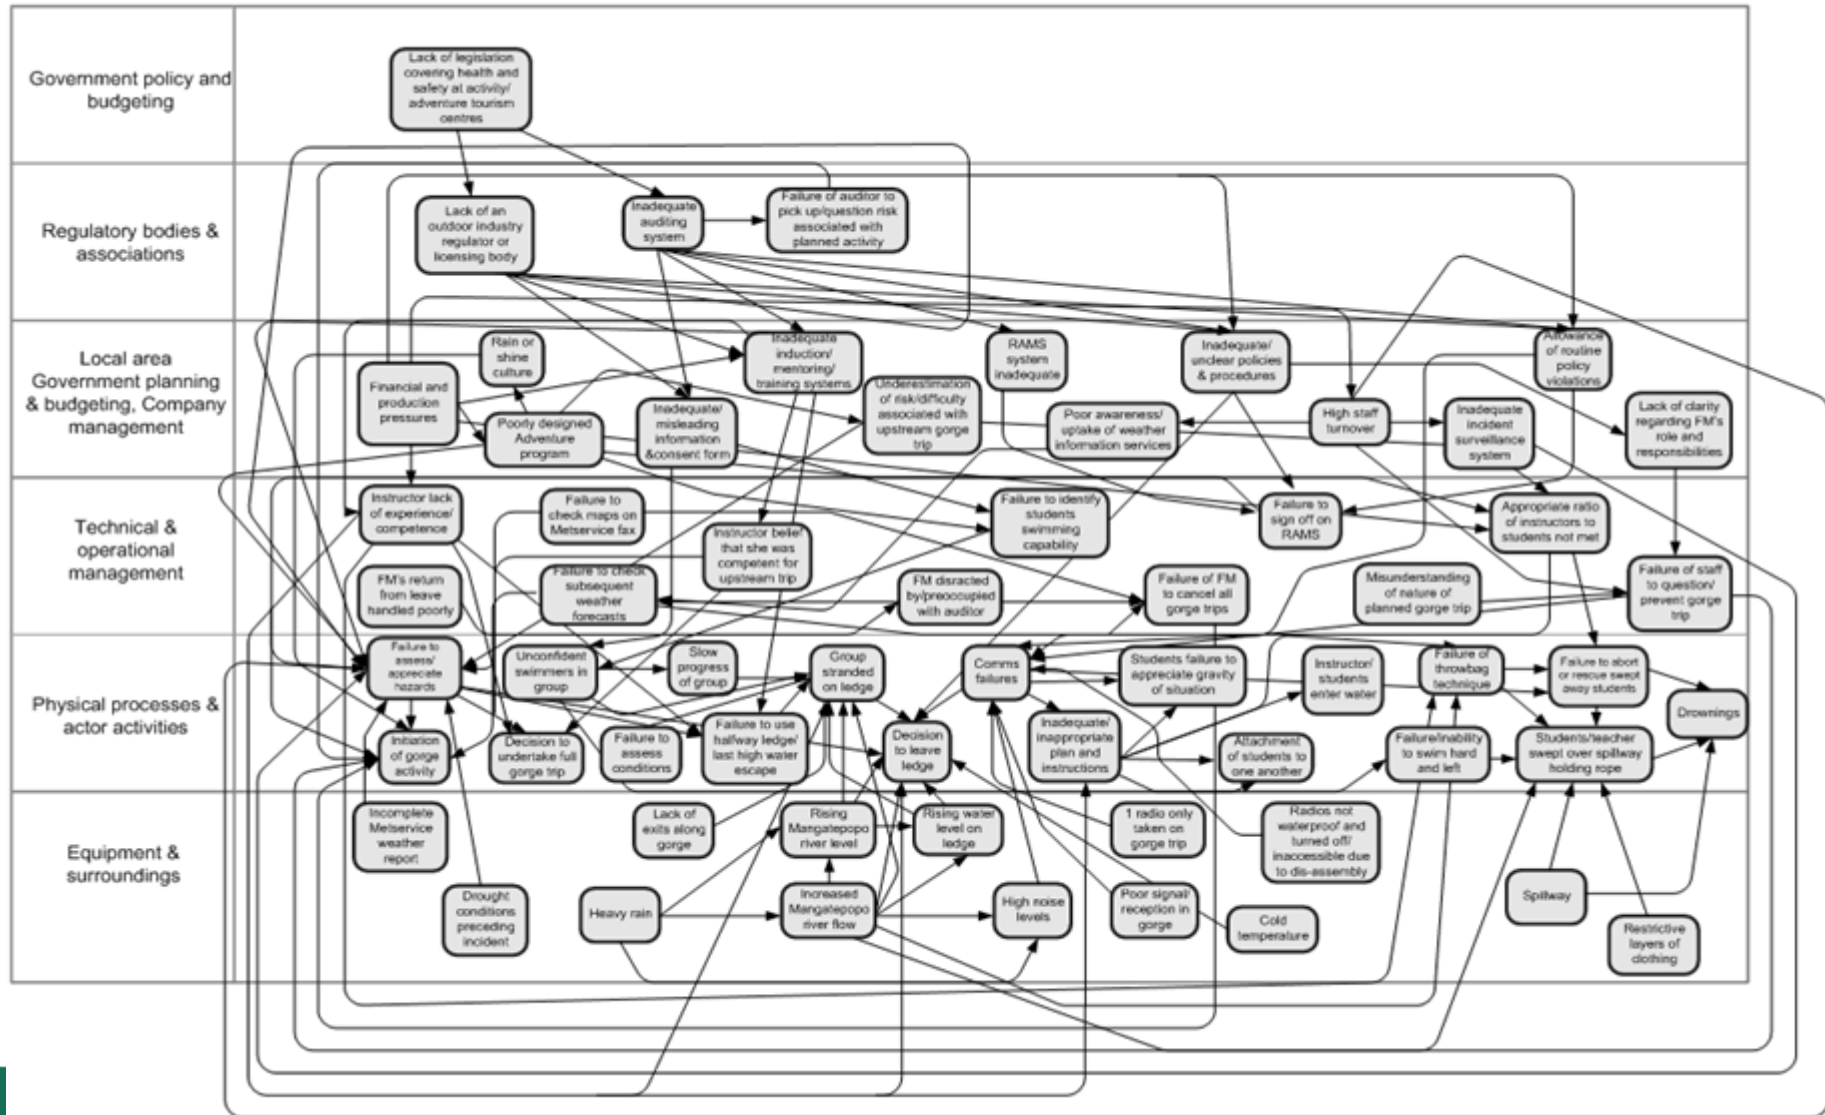 Government policy and
budgeting
Lack of legislation
covering health and
safety at activity/
adventure tourism
centres
Regulatory bodies &
associations
Lack of an
outdoor industry
regulator or
licensing body
Inadequate
auditing
system
Failure of auditor to
pick up/question risk
associated with
planned activity
Local area
Government planning
& budgeting, Company
management
Financial and
production
pressures
Rain or
shine
culture
Poorly designed
Adventure
program
Inadequate/
misleading
information
&consent form
Inadequate
induction/
mentoring/
training systems
Underestimation
of risk/difficulty
associated with
upstream gorge
trip
RAMS
system
inadequate
Poor awareness/
uptake of weather
information services
Inadequate/
unclear policies
& procedures
High staff
turnover
Inadequate
incident
surveillance
system
Allowance
of routine
policy
violations
Lack of clarity
regarding FM's
role and
responsibilities
Technical &
operational
management
Instructor lack
of experience/
competence
FM's return
from leave
handled poorly
Failure to
check maps on
Metservice fax
Failure to check
subsequent
weather
forecasts
Instructor belief
that she was
competent for
upstream trip
FM disracted
by/preoccupied
with auditor
Failure to identify
students
swimming
capability
Failure of FM
to cancel all
gorge trips
Failure to
sign off on
RAMS
Misunderstanding
of nature of
planned gorge trip
Appropriate ratio
of instructors to
students not met
Failure of staff
to question/
prevent gorge
trip
Physical processes &
actor activities
Failure to
assess/
appreciate
hazards
Initiation
of gorge
activity
Unconfident
swimmers in
group
Decision to
undertake full
gorge trip
Slow
progress
of group
Failure to
assess
conditions
Failure to use
halfway ledge/
last high water
escape
Group
stranded
on ledge
Decision
to leave
ledge
Comms
failures
Inadequate/
inappropriate
plan and
instructions
Students failure to
appreciate gravity
of situation
Attachment
of students to
one another
Instructor/
students
enter water
Failure of
throwbag
technique
Failure/inability
to swim hard
and left
Failure to abort
or rescue swept
away students
Students/teacher
swept over spillway
holding rope
Drownings
Equipment &
surroundings
Incomplete
Metservice
weather
report
Drought
conditions
preceding
incident
Heavy rain
Lack of
exits along
gorge
Rising
Mangatepopo
river level
Increased
Mangatepopo
river flow
Rising water
level on
ledge
High noise
levels
1 radio only
taken on
gorge trip
Poor signal/
reception in
gorge
Cold
temperature
Radios not
waterproof and
turned off/
inaccessible due
to dis-assembly
Spillway
Restrictive
layers of
clothing